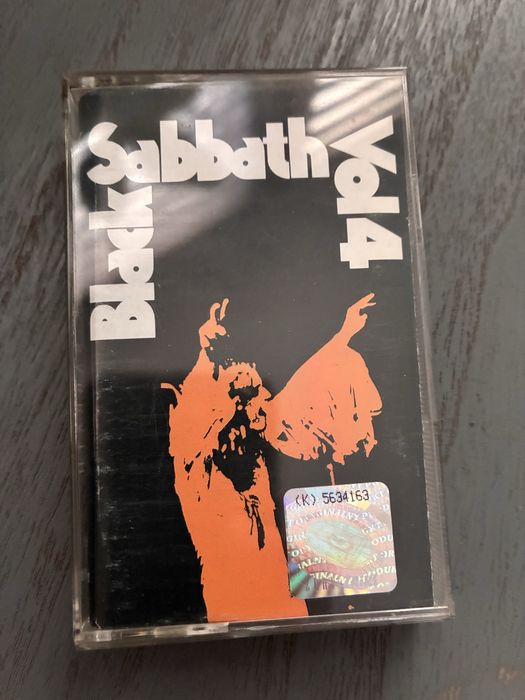 Black
Sabbath
Vol 4
(K) 5634163